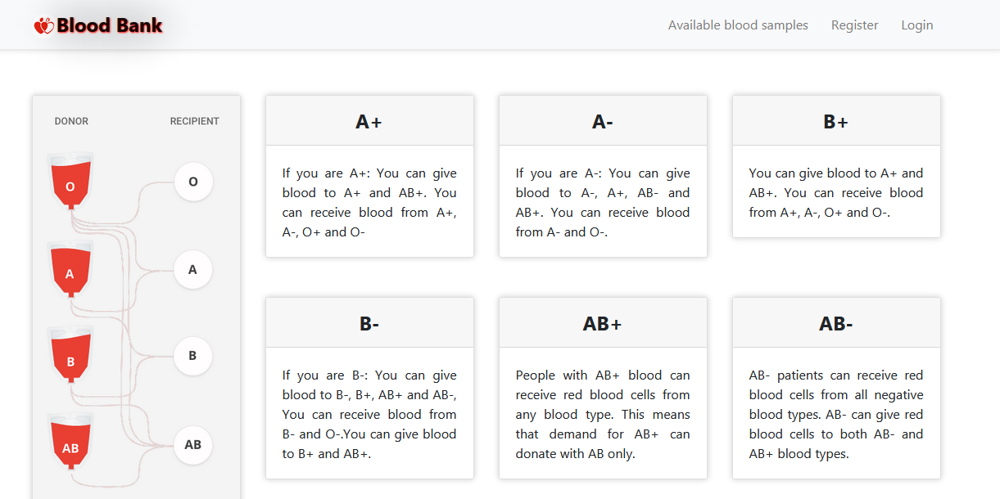 Blood Bank
Available blood samples
Register
Login
DONOR
RECIPIENT
O
O
A
A
B
B
AB
AB
A+
If you are A+: You can give
blood to A+ and AB+. You
can receive blood from A+,
A-, O+ and O-
A-
If you are A-: You can give
blood to A-, A+, AB- and
AB+. You can receive blood
from A- and O-.
B+
You can give blood to A+ and
AB+. You can receive blood
from A+, A-, O+ and O-.
B-
If you are B-: You can give
blood to B-, B+, AB+ and AB-,
You can receive blood from
B- and O-.You can give blood
to B+ and AB+.
AB+
People with AB+ blood can
receive red blood cells from
any blood type. This means
that demand for AB+ can
donate with AB only.
AB-
AB- patients can receive red
blood cells from all negative
blood types. AB- can give red
blood cells to both AB- and
AB+ blood types.